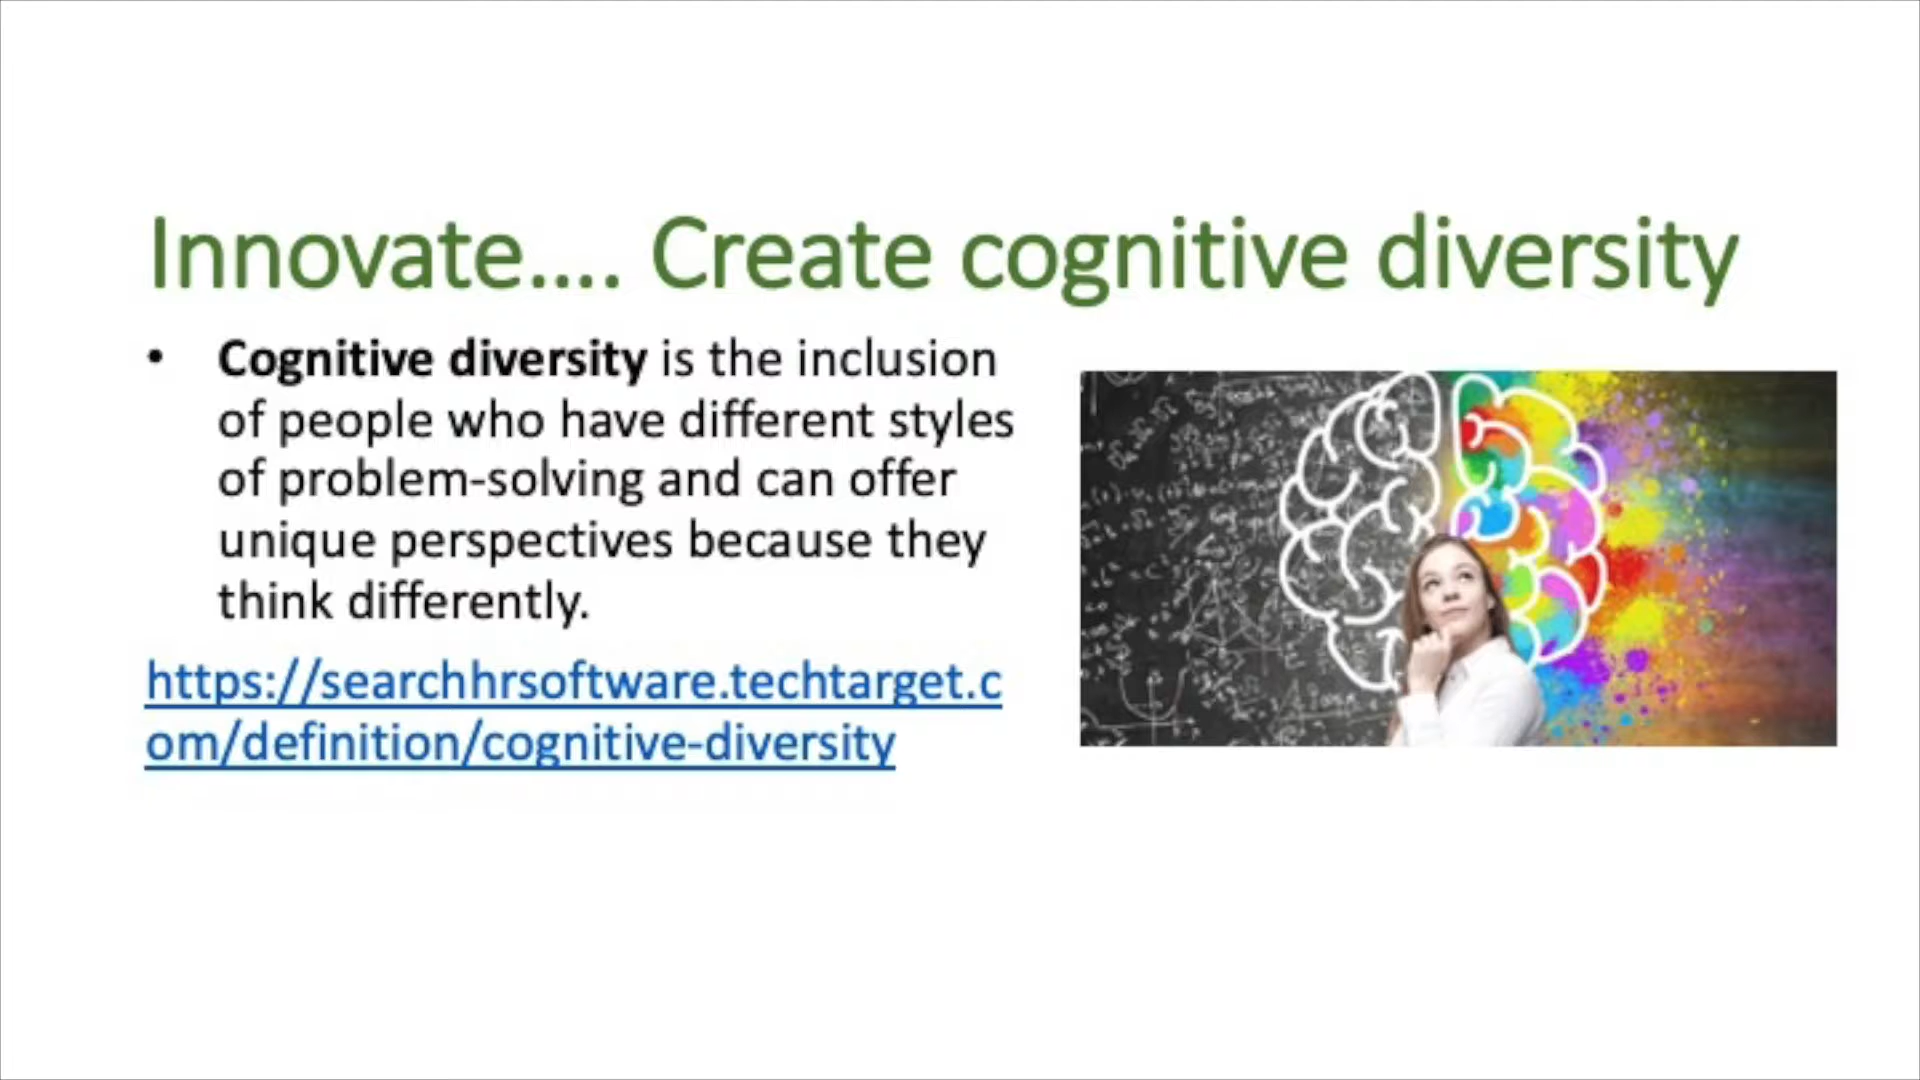 Innovate.... Create cognitive diversity
• Cognitive diversity is the inclusion
of people who have different styles
of problem-solving and can offer
unique perspectives because they
think differently.
https://searchhrsoftware.techtarget.c
om/definition/cognitive-diversity